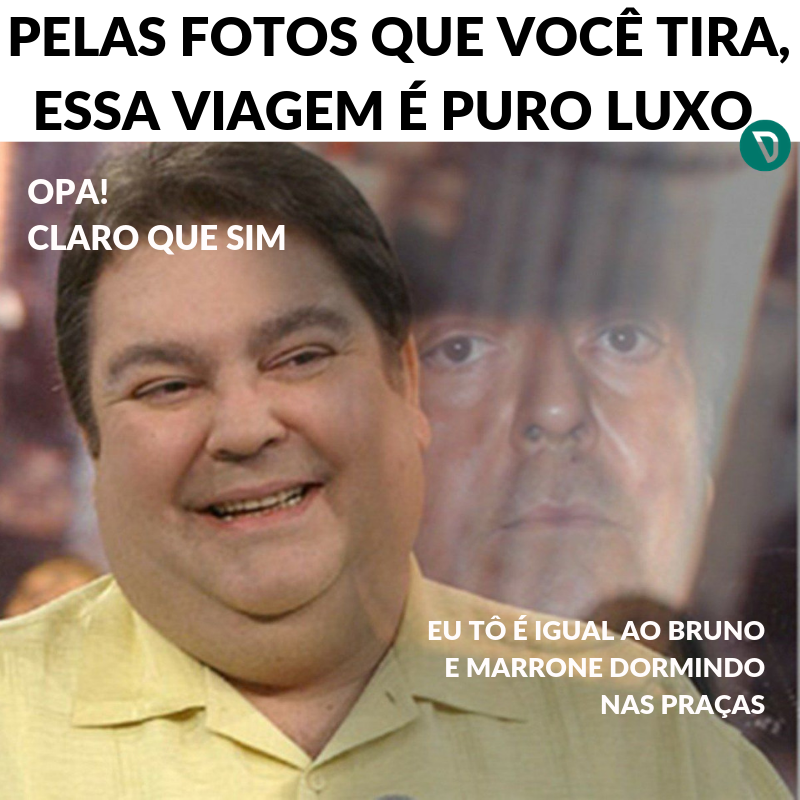 PELAS FOTOS QUE VOCÊ TIRA,
ESSA VIAGEM É PURO LUXO
OPA!
CLARO QUE SIM
EU TÔ É IGUAL AO BRUNO
E MARRONE DORMINDO
NAS PRAÇAS